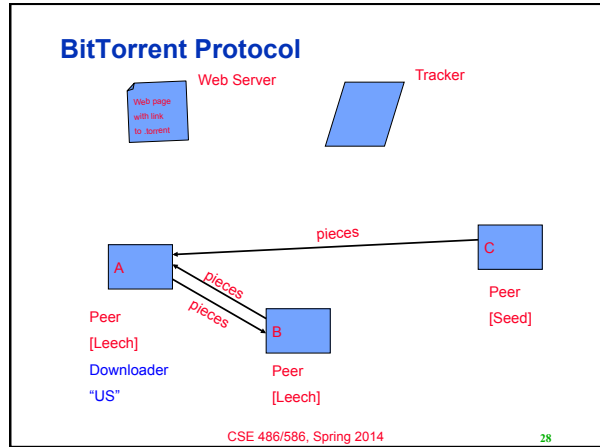 BitTorrent Protocol
Web Server
Tracker
Web page
with link
to .torrent
pieces
A
C
pieces
pieces
B
Peer
[Leech]
Downloader
“US”
Peer
[Leech]
Peer
[Seed]
CSE 486/586, Spring 2014
28